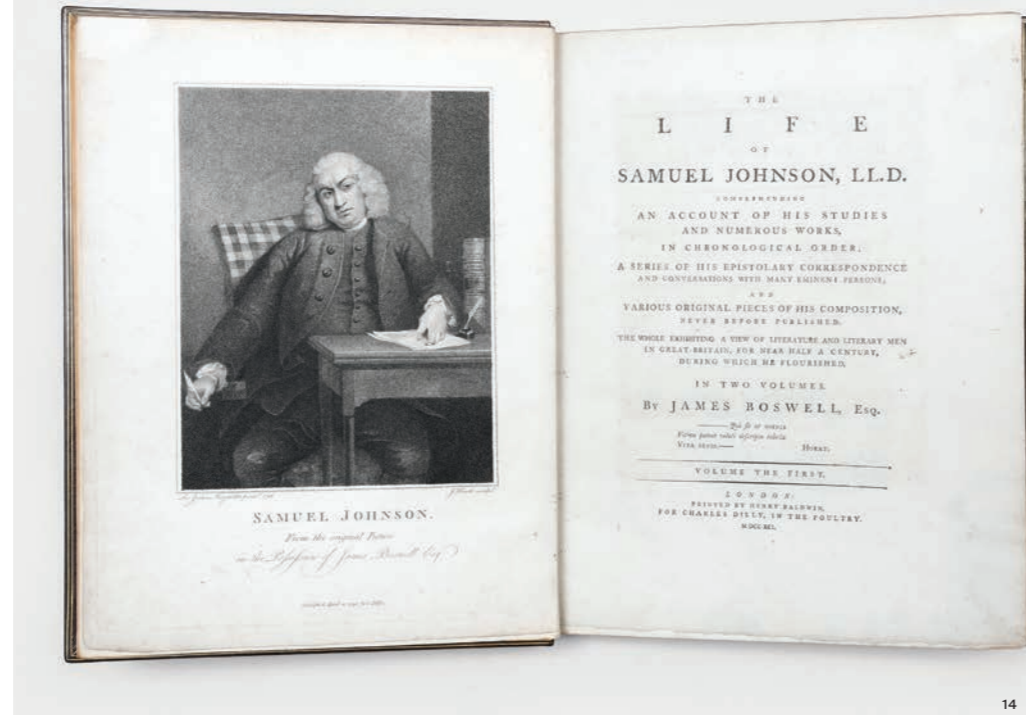 SAMUEL JOHNSON.
From the original Picture
in the Possession of James Boswell Esq.
THE
LIFE
OF
SAMUEL JOHNSON, LL.D.
COMPREHENDING
AN ACCOUNT OF HIS STUDIES
AND NUMEROUS WORKS,
IN CHRONOLOGICAL ORDER;
A SERIES OF HIS EPISTOLARY CORRESPONDENCE
AND CONVERSATIONS WITH MANY EMINENT PERSONS;
AND
VARIOUS ORIGINAL PIECES OF HIS COMPOSITION,
NEVER BEFORE PUBLISHED.
THE WHOLE EXHIBITING A VIEW OF LITERATURE AND LITERARY MEN
IN GREAT-BRITAIN, FOR NEAR HALF A CENTURY,
DURING WHICH HE FLOURISHED.
IN TWO VOLUMES.
BY JAMES BOSWELL, ESQ.
Quò fit ut omnis
Votiva pateat veluti descripta tabella
VITA SENIS.— HORAT.
VOLUME THE FIRST.
LONDON:
PRINTED BY HENRY BALDWIN,
FOR CHARLES DILLY, IN THE POULTRY.
MDCCXCI.
14